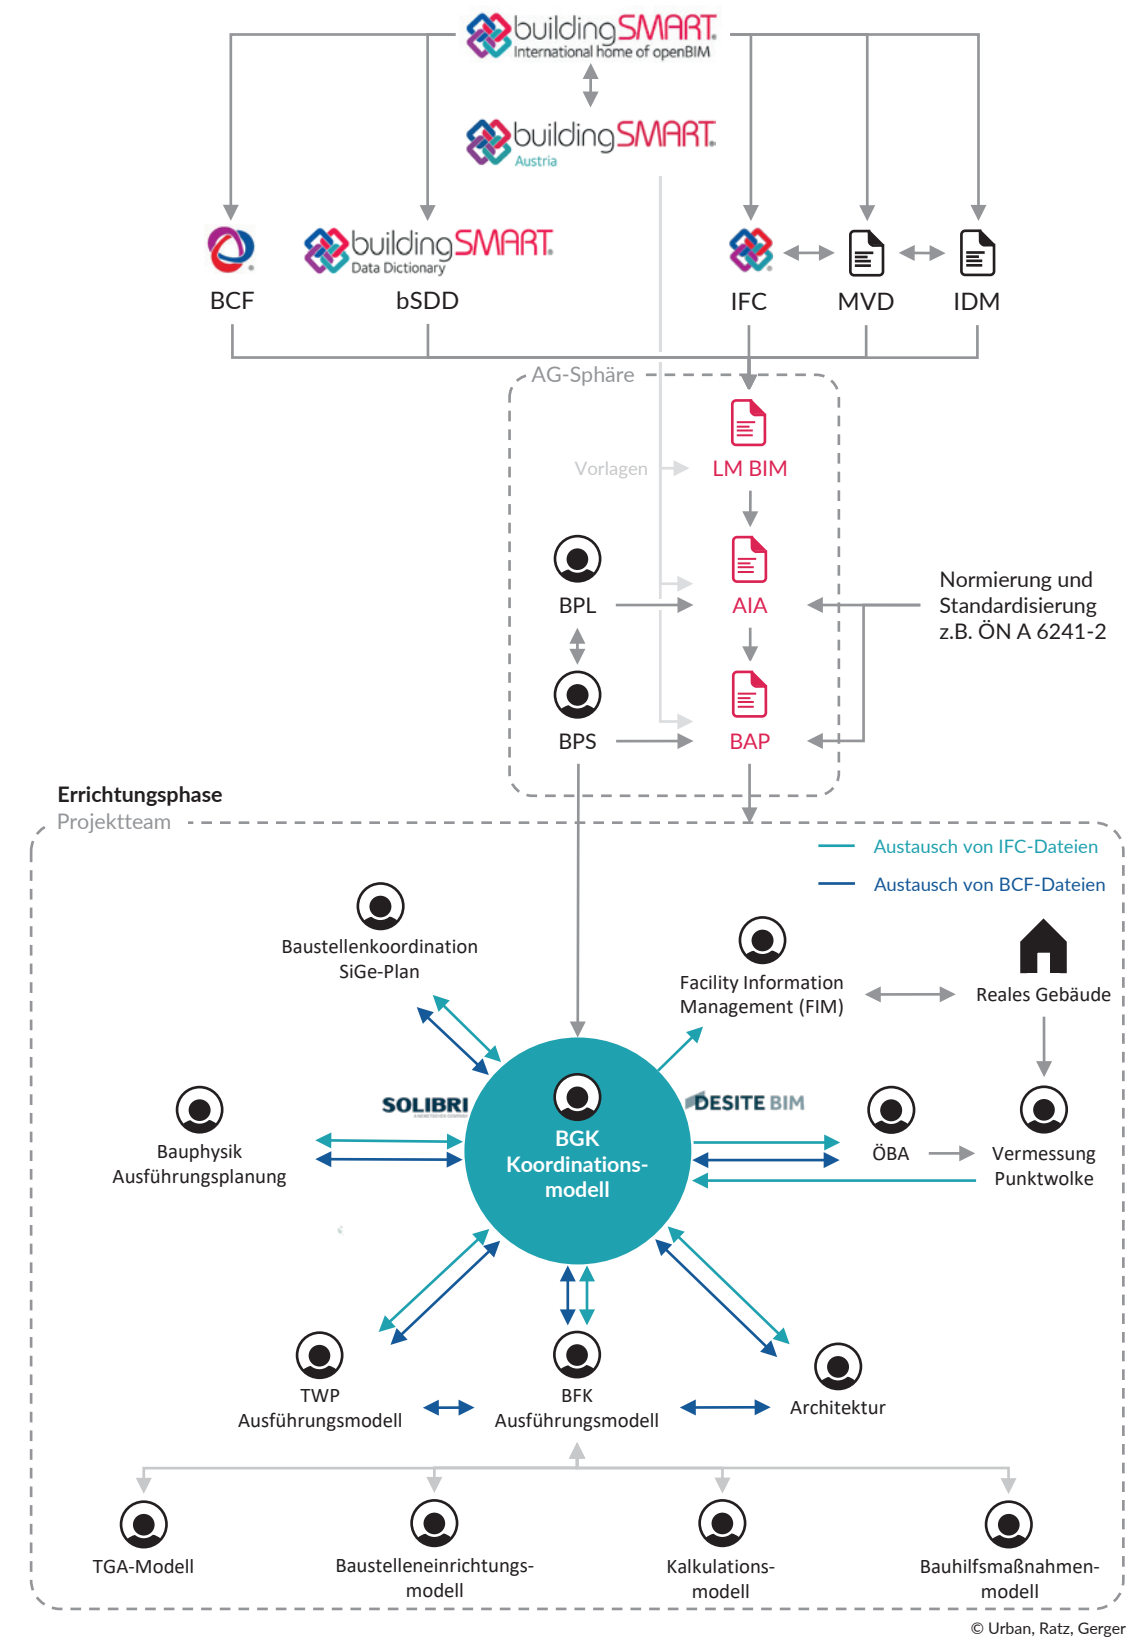 buildingSMART®
International home of openBIM
buildingSMART®
Austria
buildingSMART®
Data Dictionary
BCF
bSDD
IFC
MVD
IDM
AG-Sphäre
Vorlagen
LM BIM
BPL
AIA
Normierung und
Standardisierung
z.B. ÖN A 6241-2
BPS
BAP
Errichtungsphase
Projektteam
Austausch von IFC-Dateien
Austausch von BCF-Dateien
Baustellenkoordination
SiGe-Plan
Facility Information
Management (FIM)
Reales Gebäude
SOLIBRI
DESITE BIM
BGK
Koordinations-
modell
Bauphysik
Ausführungsplanung
ÖBA
Vermessung
Punktwolke
TWP
Ausführungsmodell
BFK
Ausführungsmodell
Architektur
TGA-Modell
Baustelleneinrichtungs-
modell
Kalkulations-
modell
Bauhilfsmaßnahmen-
modell
© Urban, Ratz, Gerger